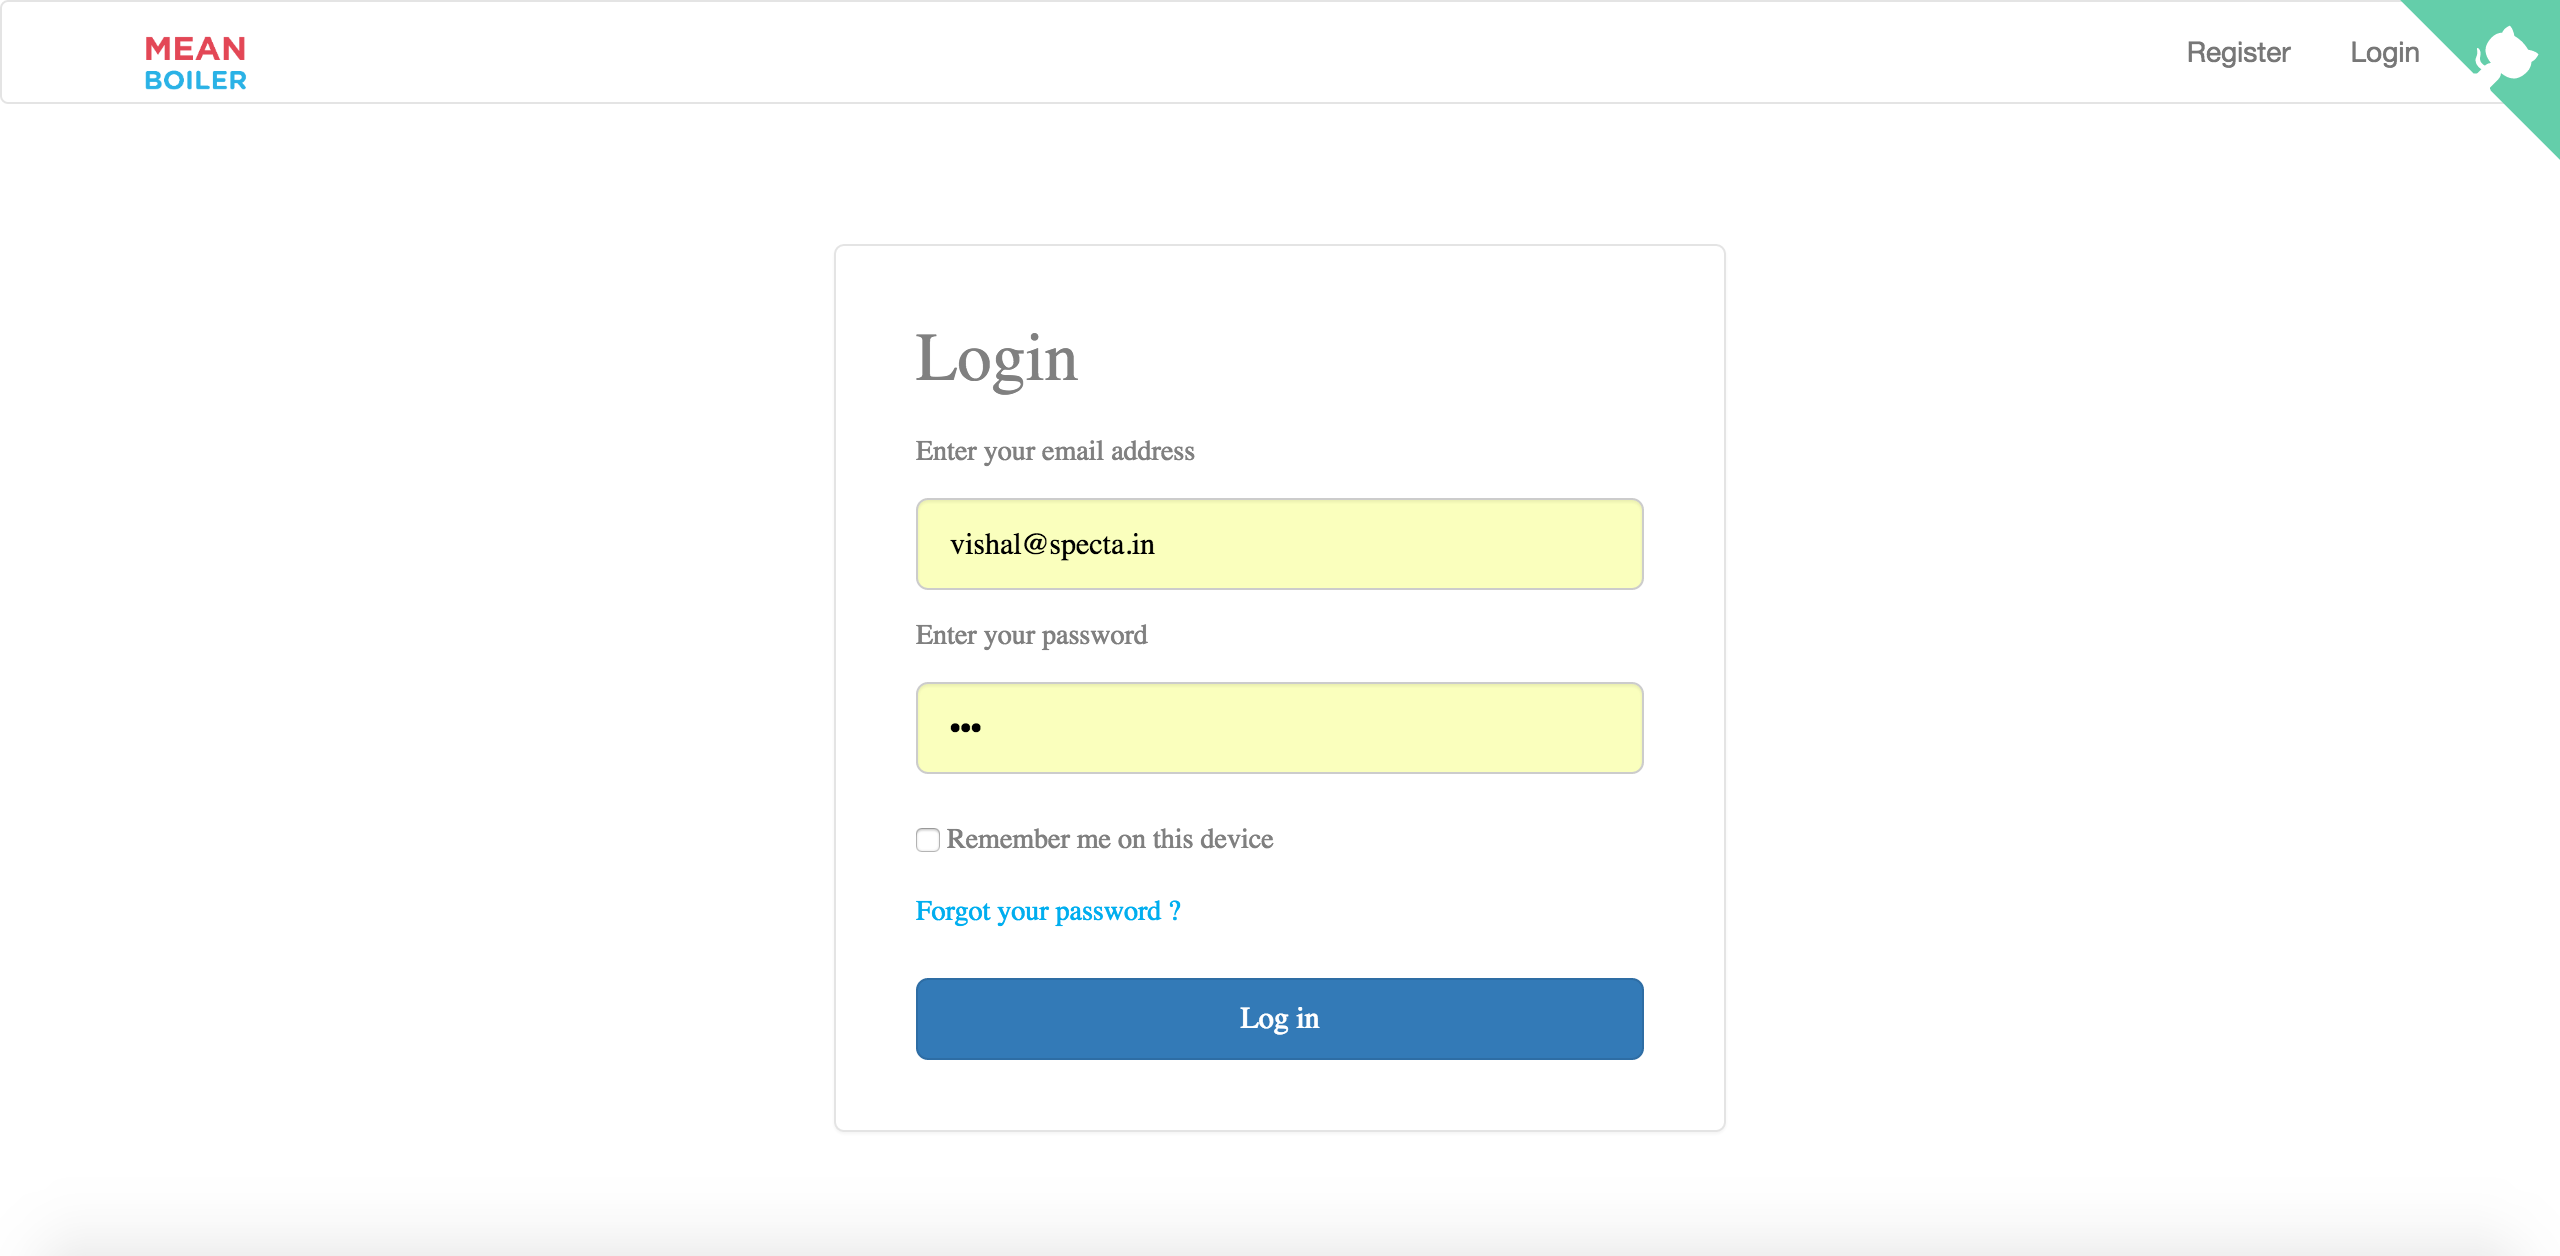 MEAN
BOILER
Register
Login
Login
Enter your email address
vishal@specta.in
Enter your password
•••
Remember me on this device
Forgot your password ?
Log in